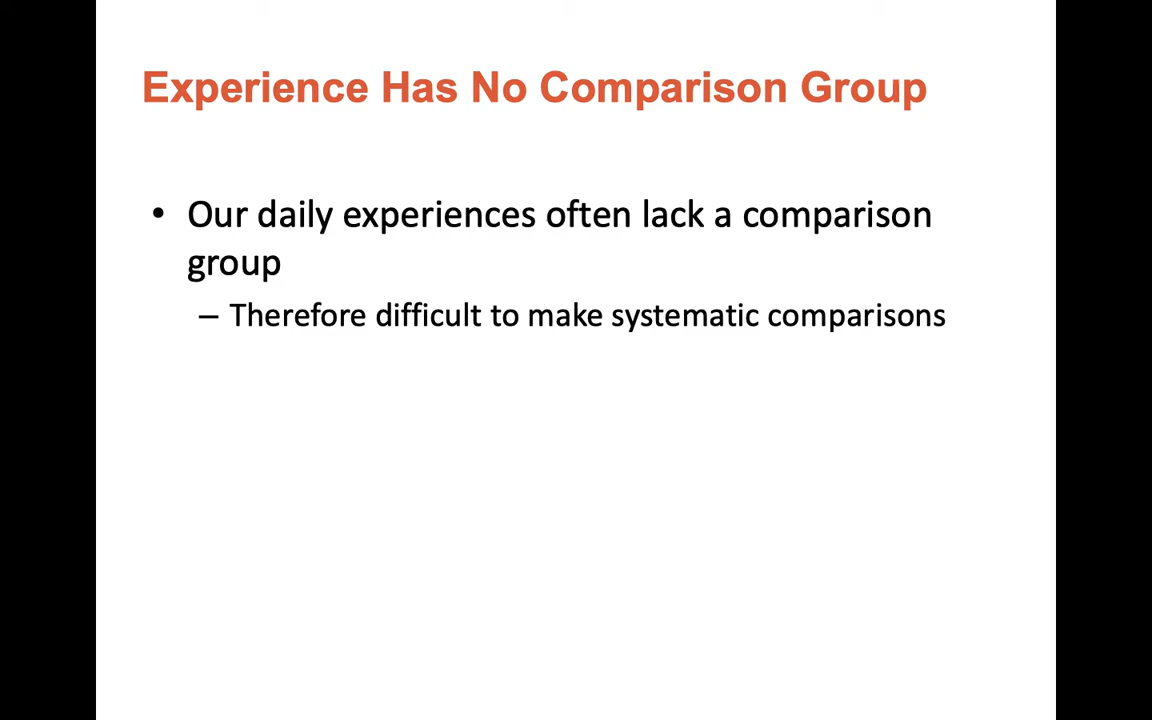 Experience Has No Comparison Group
• Our daily experiences often lack a comparison
group
– Therefore difficult to make systematic comparisons